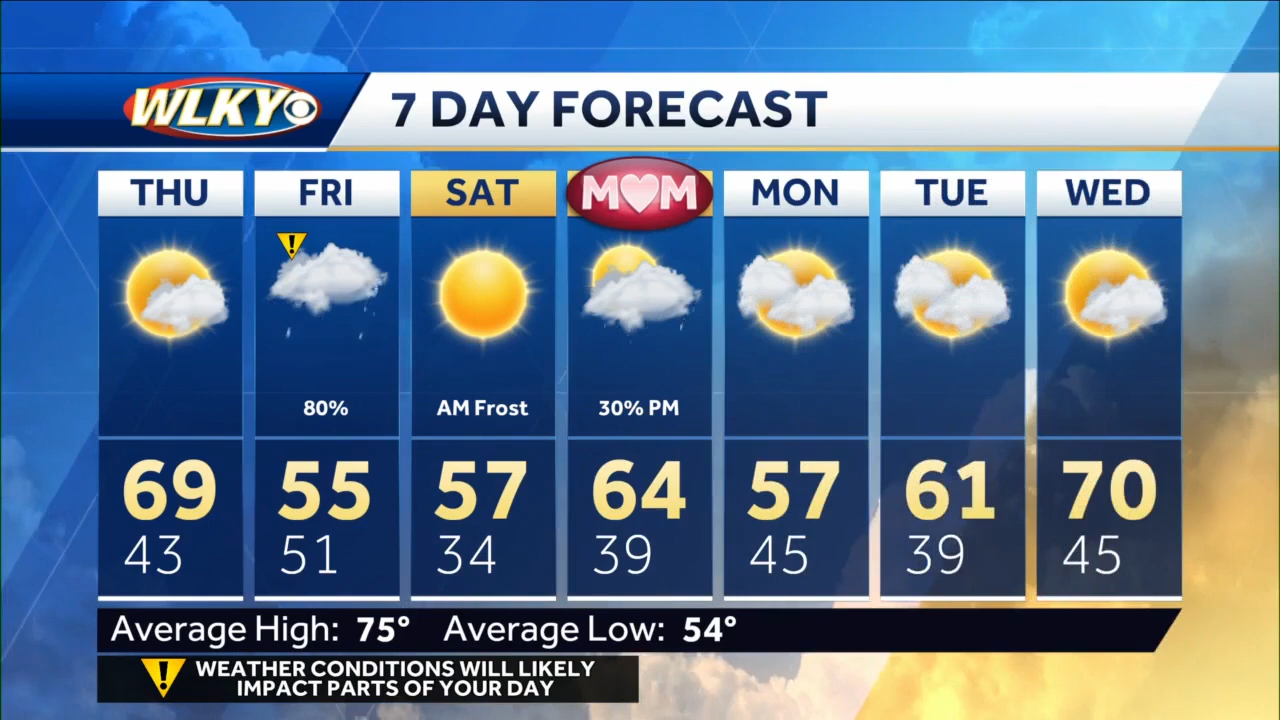 WLKY
7 DAY FORECAST
THU FRI SAT MOM MON TUE WED
!
80% AM Frost 30% PM
69 55 57 64 57 61 70
43 51 34 39 45 39 45
Average High: 75° Average Low: 54°
! WEATHER CONDITIONS WILL LIKELY
IMPACT PARTS OF YOUR DAY